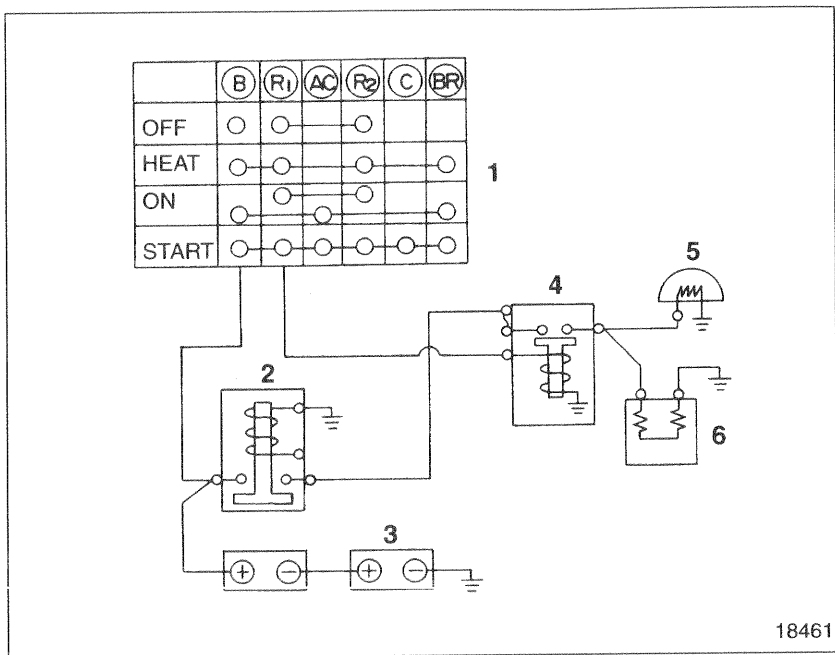 B R1 AC R2 C BR
OFF
HEAT
ON
START
1
5
4
2
6
3
+ − + −
18461